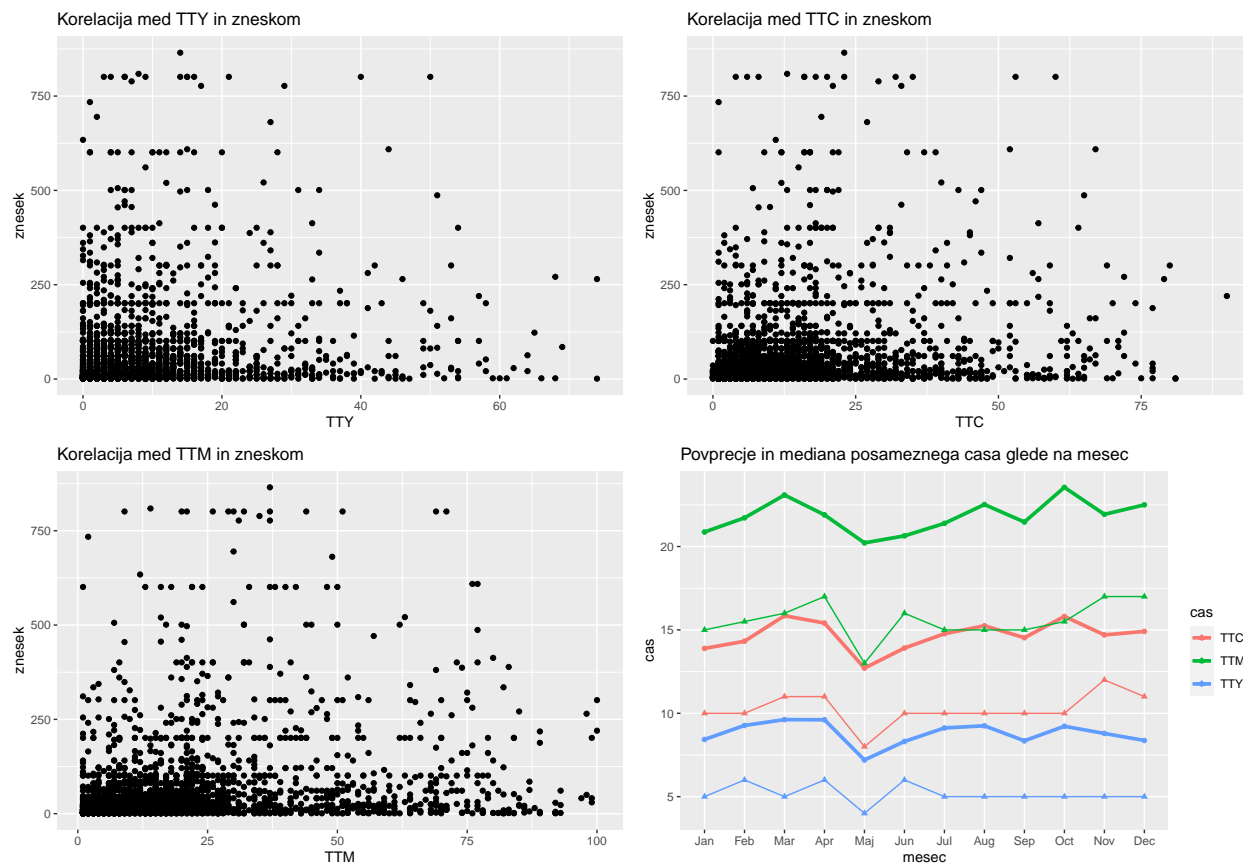 Korelacija med TTY in zneskom
znesek
750
500
250
0
0
20
40
60
TTY
Korelacija med TTC in zneskom
znesek
750
500
250
0
0
25
50
75
TTC
Korelacija med TTM in zneskom
znesek
750
500
250
0
0
25
50
75
100
TTM
Povprecje in mediana posameznega casa glede na mesec
cas
20
15
10
5
Jan
Feb
Mar
Apr
Maj
Jun
Jul
Aug
Sep
Oct
Nov
Dec
mesec
cas
TTC
TTM
TTY